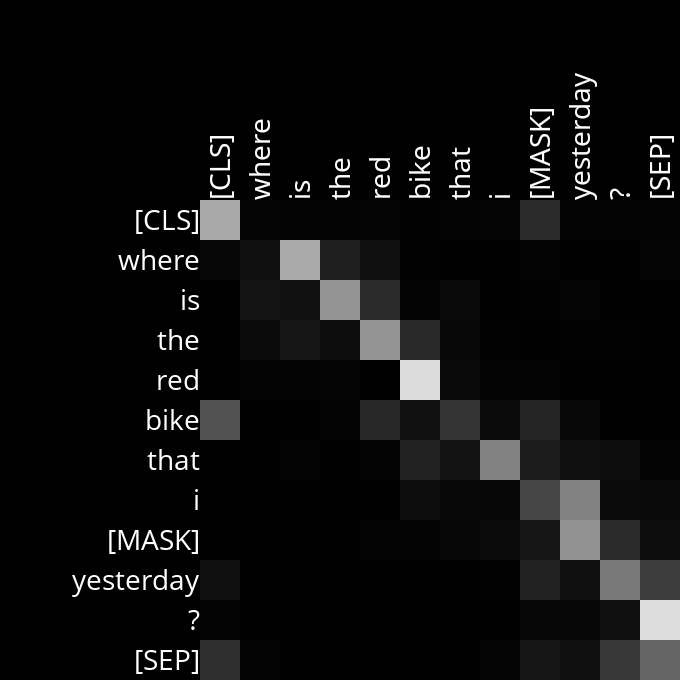 [CLS] where is the red bike that i [MASK] yesterday ? [SEP]
[CLS]
where
is
the
red
bike
that
i
[MASK]
yesterday
?
[SEP]